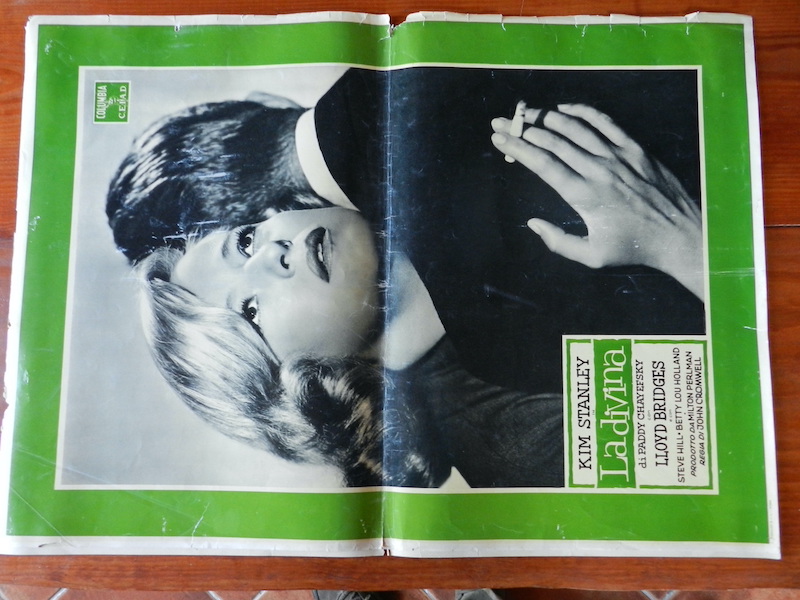 COLUMBIA
C.E.I.A.D.
KIM STANLEY
in
La divina
di PADDY CHAYEFSKY
con
LLOYD BRIDGES
STEVE HILL • BETTY LOU HOLLAND
PRODOTTO DA MILTON PERLMAN
REGIA DI JOHN CROMWELL